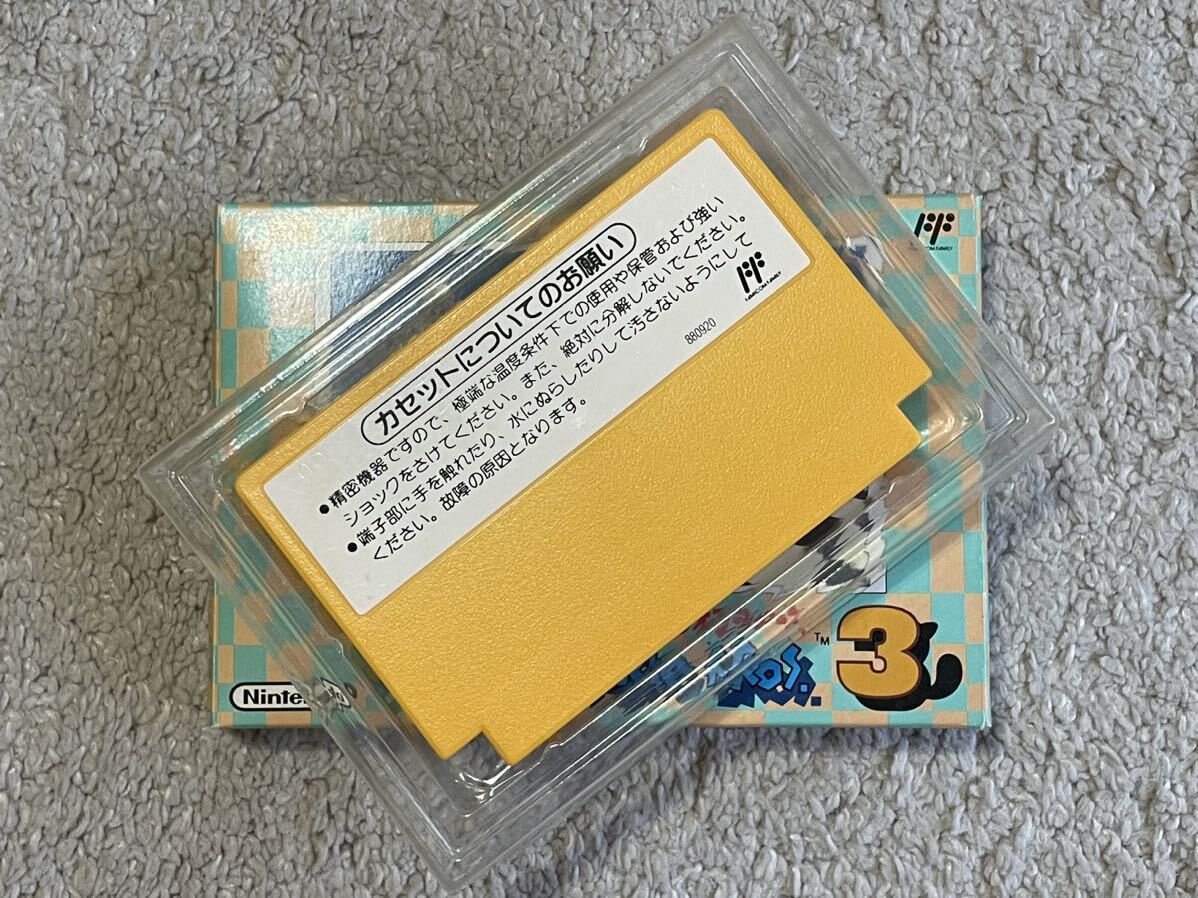 カセットについてのお願い
●精密機器ですので、極端な温度条件下での使用や保管および強い
ショックをさけてください。また、絶対に分解しないでください。
●端子部に手を触れたり、水にぬらしたりして汚さないようにして
ください。故障の原因となります。
FAMICOM FAMILY
880920
TM
3